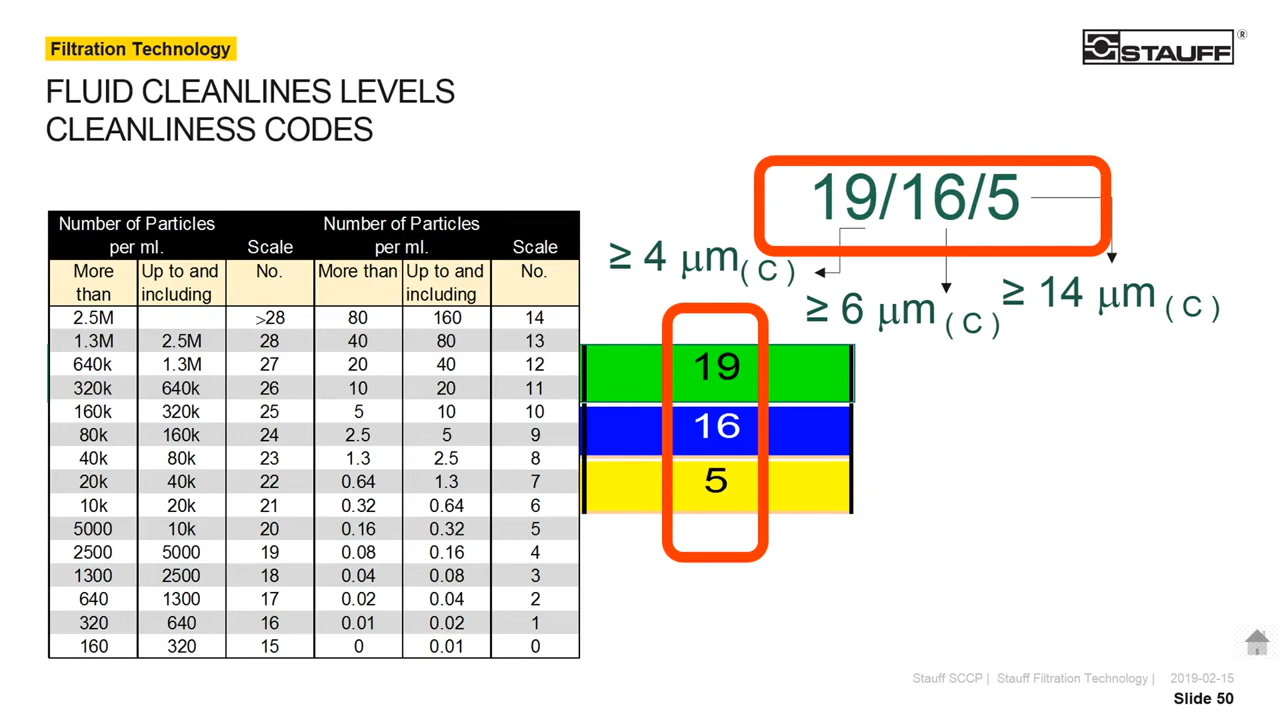 Filtration Technology
STAUFF®
FLUID CLEANLINES LEVELS
CLEANLINESS CODES
19/16/5
≥ 4 μm( C )
≥ 6 μm( C )
≥ 14 μm( C )
Number of Particles per ml. Scale Number of Particles per ml. Scale
More than Up to and including No. More than Up to and including No.
2.5M >28 80 160 14
1.3M 2.5M 28 40 80 13
640k 1.3M 27 20 40 12
320k 640k 26 10 20 11
160k 320k 25 5 10 10
80k 160k 24 2.5 5 9
40k 80k 23 1.3 2.5 8
20k 40k 22 0.64 1.3 7
10k 20k 21 0.32 0.64 6
5000 10k 20 0.16 0.32 5
2500 5000 19 0.08 0.16 4
1300 2500 18 0.04 0.08 3
640 1300 17 0.02 0.04 2
320 640 16 0.01 0.02 1
160 320 15 0 0.01 0
19
16
5
Stauff SCCP | Stauff Filtration Technology | 2019-02-15
Slide 50